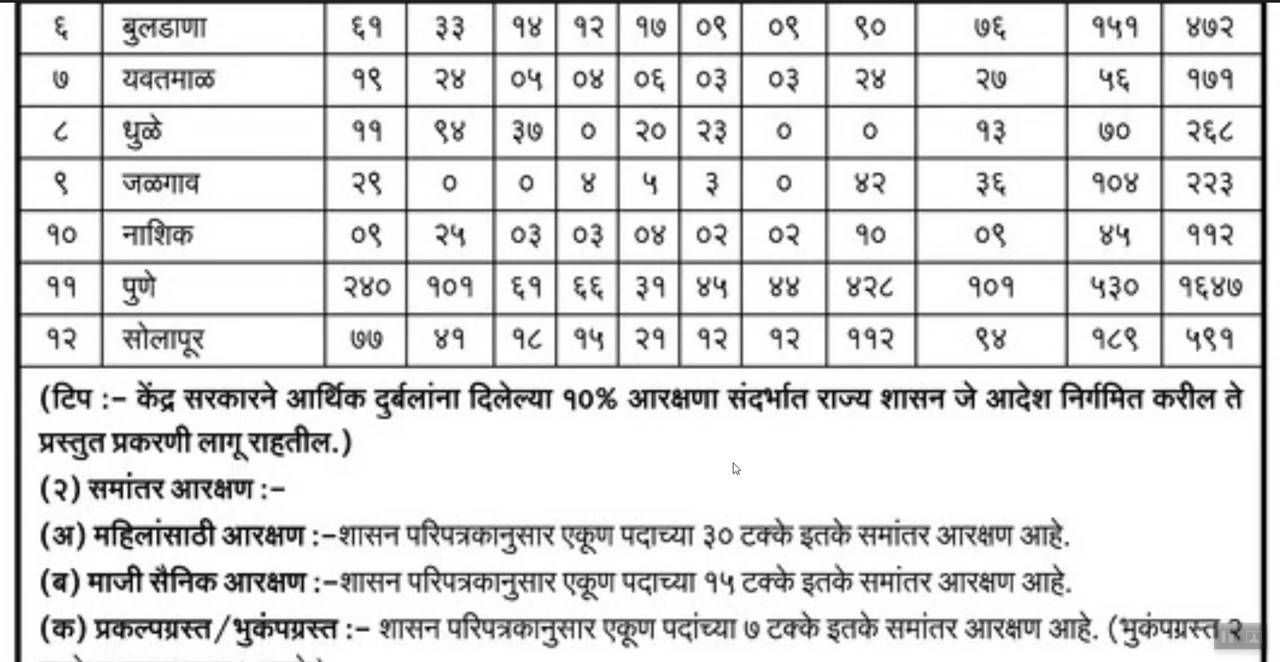 ६ बुलडाणा ६१ ३३ १४ १२ १७ ०९ ०९ ९० ७६ १५१ ४७२
७ यवतमाळ १९ २४ ०५ ०४ ०६ ०३ ०३ २४ २७ ५६ १७१
८ धुळे ११ ९४ ३७ ० २० २३ ० ० १३ ७० २६८
९ जळगाव २९ ० ० ४ ५ ३ ० ४२ ३६ १०४ २२३
१० नाशिक ०९ २५ ०३ ०३ ०४ ०२ ०२ १० ०९ ४५ ११२
११ पुणे २४० १०१ ६१ ६६ ३१ ४५ ४४ ४२८ १०१ ५३० १६४७
१२ सोलापूर ७७ ४१ १८ १५ २१ १२ १२ ११२ ९४ १८९ ५९१
(टिप :- केंद्र सरकारने आर्थिक दुर्बलांना दिलेल्या १०% आरक्षणा संदर्भात राज्य शासन जे आदेश निर्गमित करील ते
प्रस्तुत प्रकरणी लागू राहतील.)
(२) समांतर आरक्षण :-
(अ) महिलांसाठी आरक्षण :-शासन परिपत्रकानुसार एकूण पदाच्या ३० टक्के इतके समांतर आरक्षण आहे.
(ब) माजी सैनिक आरक्षण :-शासन परिपत्रकानुसार एकूण पदाच्या १५ टक्के इतके समांतर आरक्षण आहे.
(क) प्रकल्पग्रस्त/भुकंपग्रस्त :- शासन परिपत्रकानुसार एकूण पदांच्या ७ टक्के इतके समांतर आरक्षण आहे. (भुकंपग्रस्त २